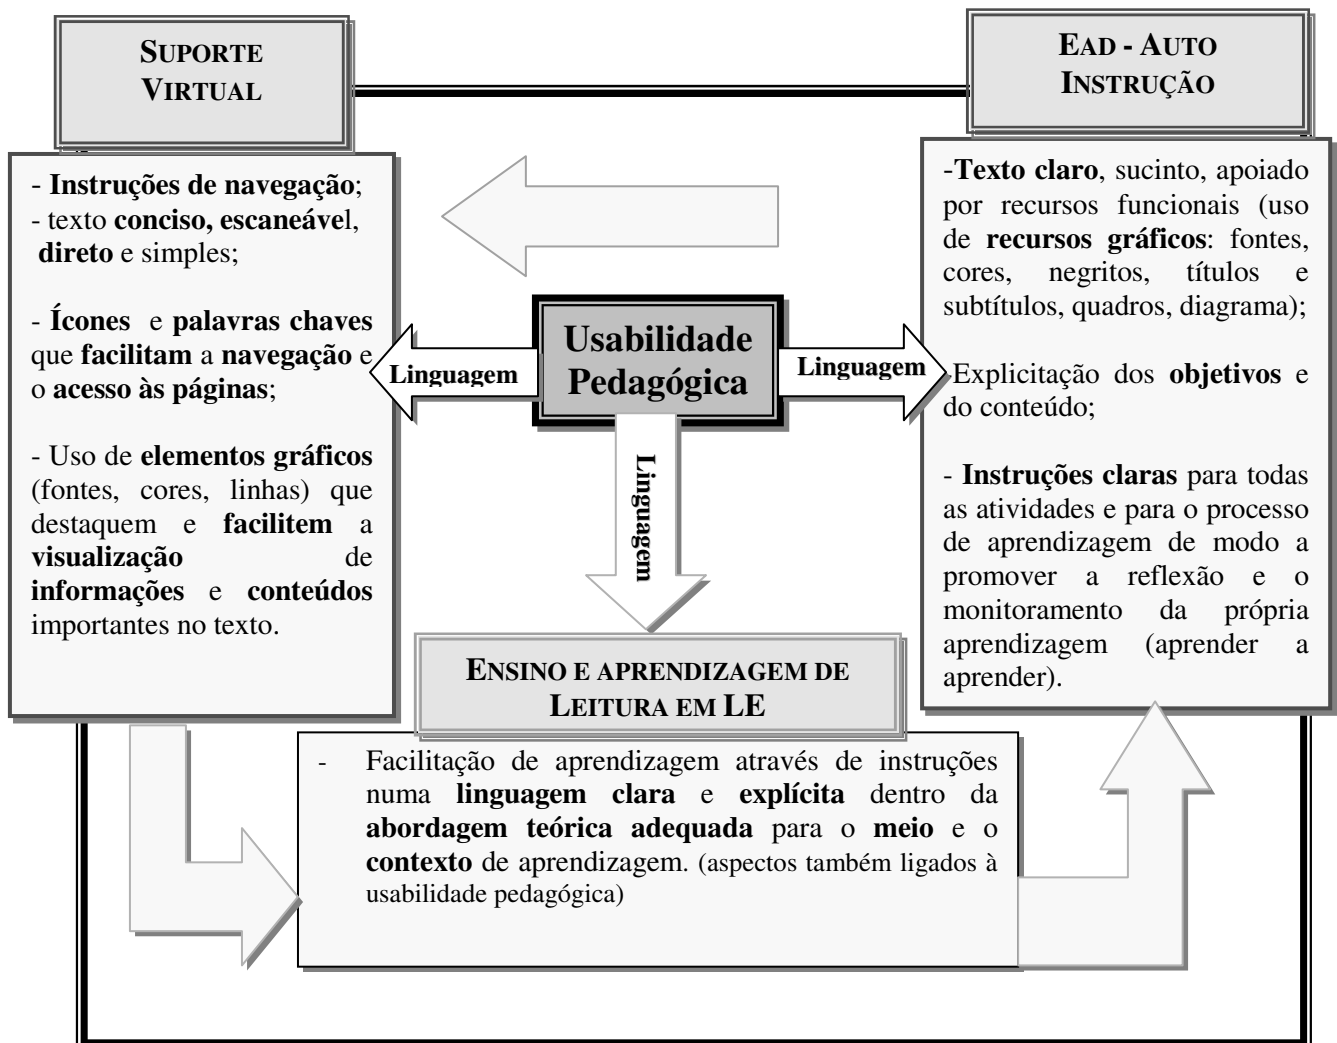 SUPORTE
VIRTUAL
- Instruções de navegação;
- texto conciso, escaneável,
direto e simples;
- Ícones e palavras chaves
que facilitam a navegação e
o acesso às páginas;
- Uso de elementos gráficos
(fontes, cores, linhas) que
destaquem e facilitem a
visualização de
informações e conteúdos
importantes no texto.
Linguagem
Usabilidade
Pedagógica
Linguagem
Linguagem
EAD - AUTO
INSTRUÇÃO
-Texto claro, sucinto, apoiado
por recursos funcionais (uso
de recursos gráficos: fontes,
cores, negritos, títulos e
subtítulos, quadros, diagrama);
-Explicitação dos objetivos e
do conteúdo;
- Instruções claras para todas
as atividades e para o processo
de aprendizagem de modo a
promover a reflexão e o
monitoramento da própria
aprendizagem (aprender a
aprender).
ENSINO E APRENDIZAGEM DE
LEITURA EM LE
- Facilitação de aprendizagem através de instruções
numa linguagem clara e explícita dentro da
abordagem teórica adequada para o meio e o
contexto de aprendizagem. (aspectos também ligados à
usabilidade pedagógica)